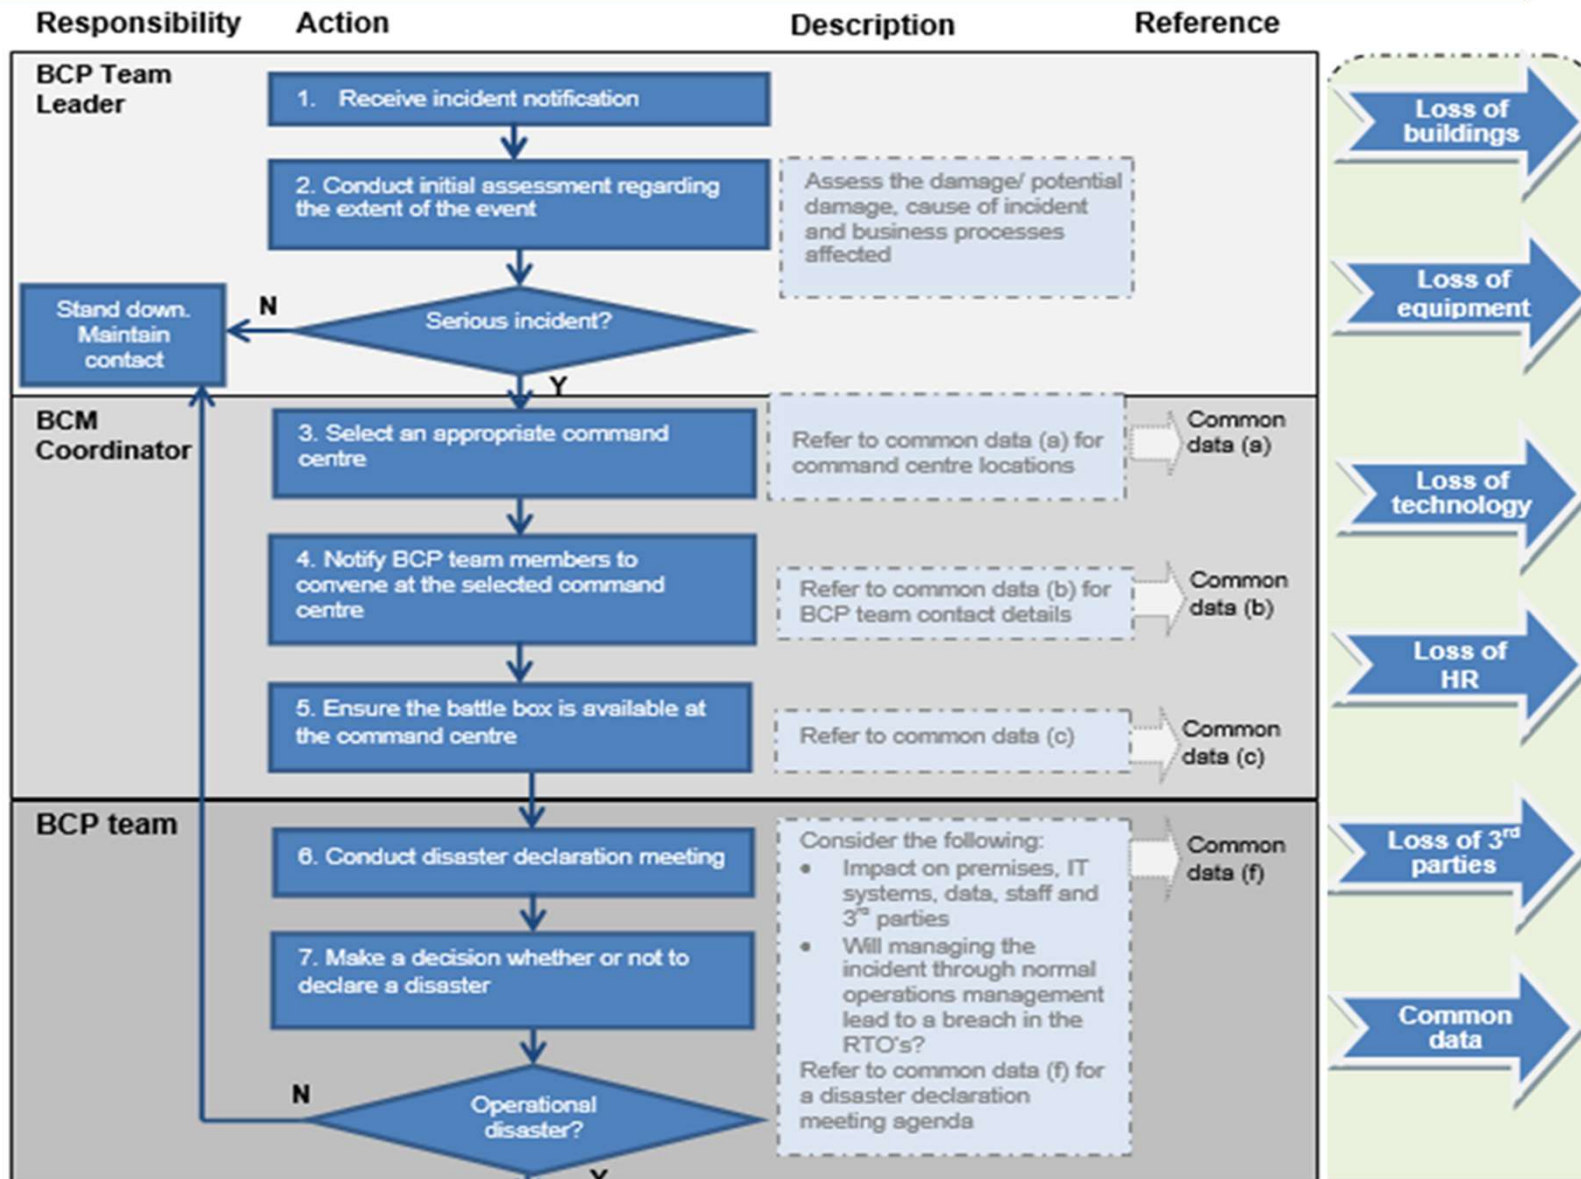 Responsibility Action Description Reference
BCP Team
Leader
1. Receive incident notification
2. Conduct initial assessment regarding
the extent of the event
Assess the damage/ potential
damage, cause of incident
and business processes
affected
Serious incident?
N
Stand down.
Maintain
contact
Y
BCM
Coordinator
3. Select an appropriate command
centre
Refer to common data (a) for
command centre locations
Common
data (a)
4. Notify BCP team members to
convene at the selected command
centre
Refer to common data (b) for
BCP team contact details
Common
data (b)
5. Ensure the battle box is available at
the command centre
Refer to common data (c)
Common
data (c)
BCP team
6. Conduct disaster declaration meeting
Consider the following:
• Impact on premises, IT
systems, data, staff and
3rd parties
• Will managing the
incident through normal
operations management
lead to a breach in the
RTO's?
Refer to common data (f) for
a disaster declaration
meeting agenda
Common
data (f)
7. Make a decision whether or not to
declare a disaster
N
Operational
disaster?
Y
Loss of
buildings
Loss of
equipment
Loss of
technology
Loss of
HR
Loss of 3rd
parties
Common
data